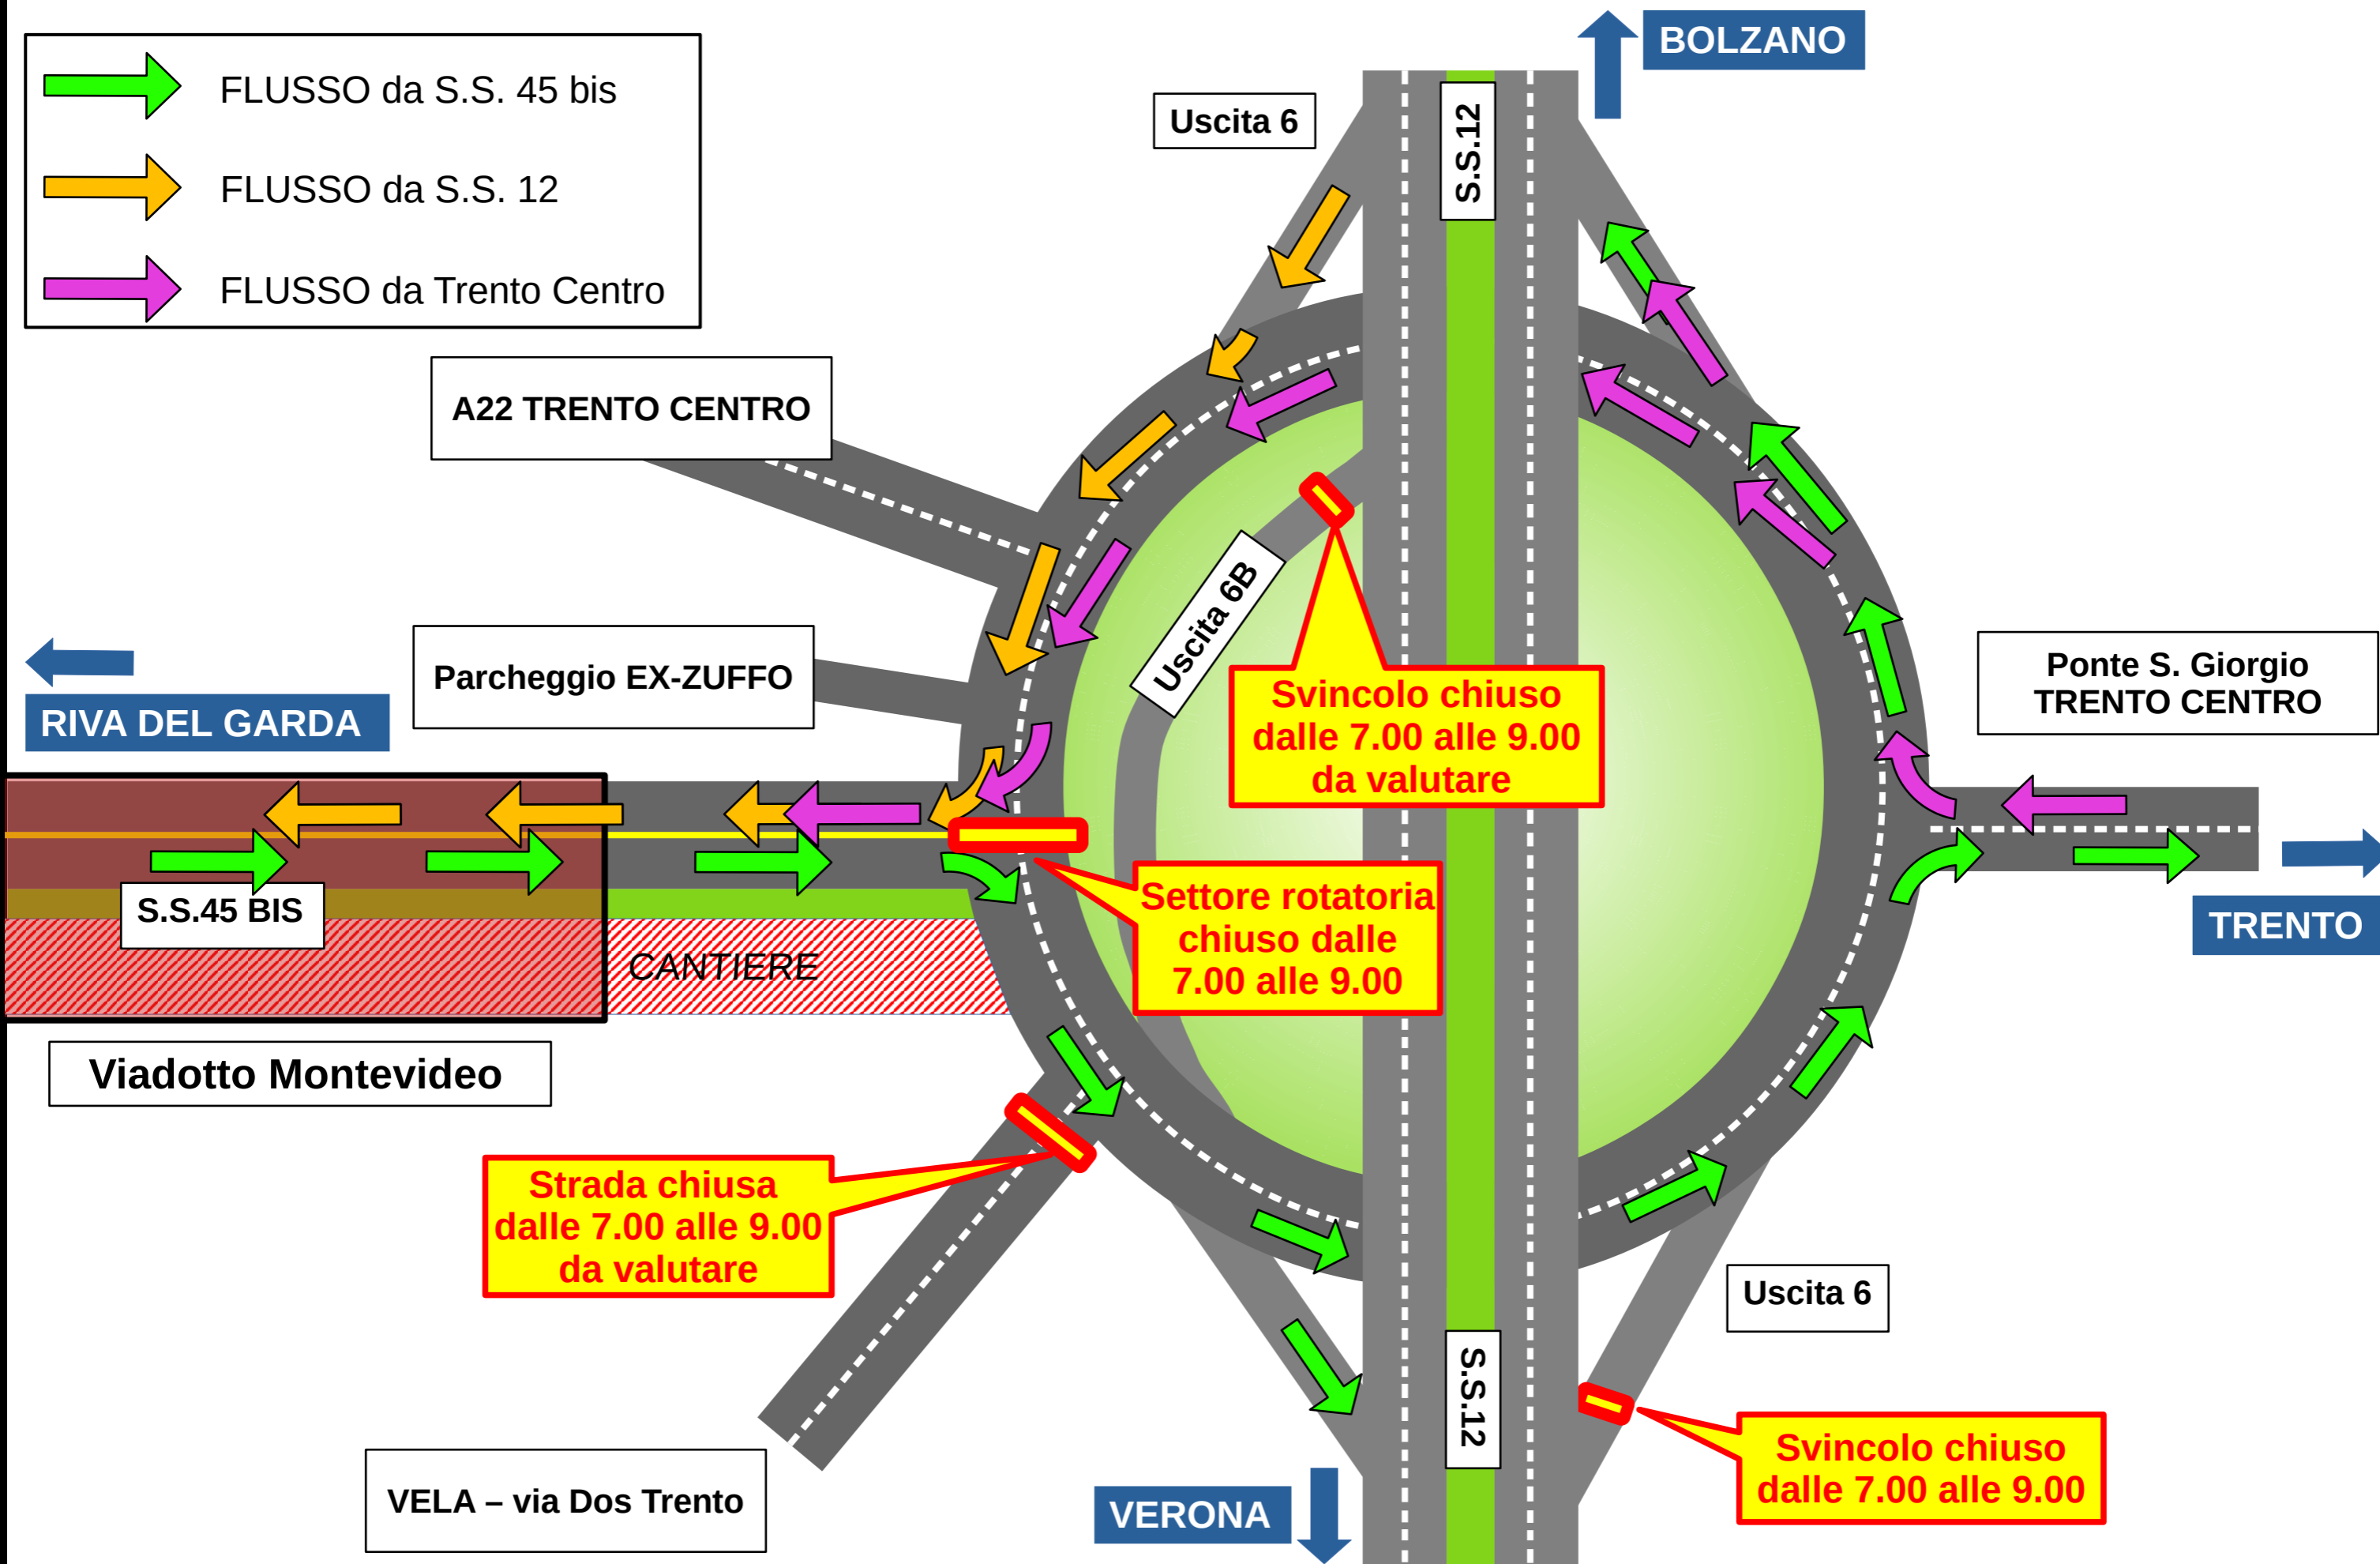 FLUSSO da S.S. 45 bis
FLUSSO da S.S. 12
FLUSSO da Trento Centro
BOLZANO
Uscita 6
S.S.12
A22 TRENTO CENTRO
Uscita 6B
Parcheggio EX-ZUFFO
RIVA DEL GARDA
Svincolo chiuso
dalle 7.00 alle 9.00
da valutare
Ponte S. Giorgio
TRENTO CENTRO
S.S.45 BIS
CANTIERE
Settore rotatoria
chiuso dalle
7.00 alle 9.00
TRENTO
Viadotto Montevideo
Strada chiusa
dalle 7.00 alle 9.00
da valutare
Uscita 6
S.S.12
VELA – via Dos Trento
VERONA
Svincolo chiuso
dalle 7.00 alle 9.00